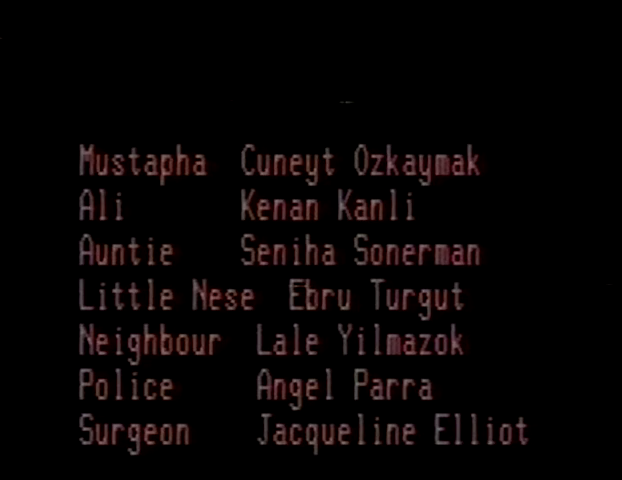 Mustapha Cuneyt Ozkaymak
Ali Kenan Kanli
Auntie Seniha Sonerman
Little Nese Ebru Turgut
Neighbour Lale Yilmazok
Police Angel Parra
Surgeon Jacqueline Elliot